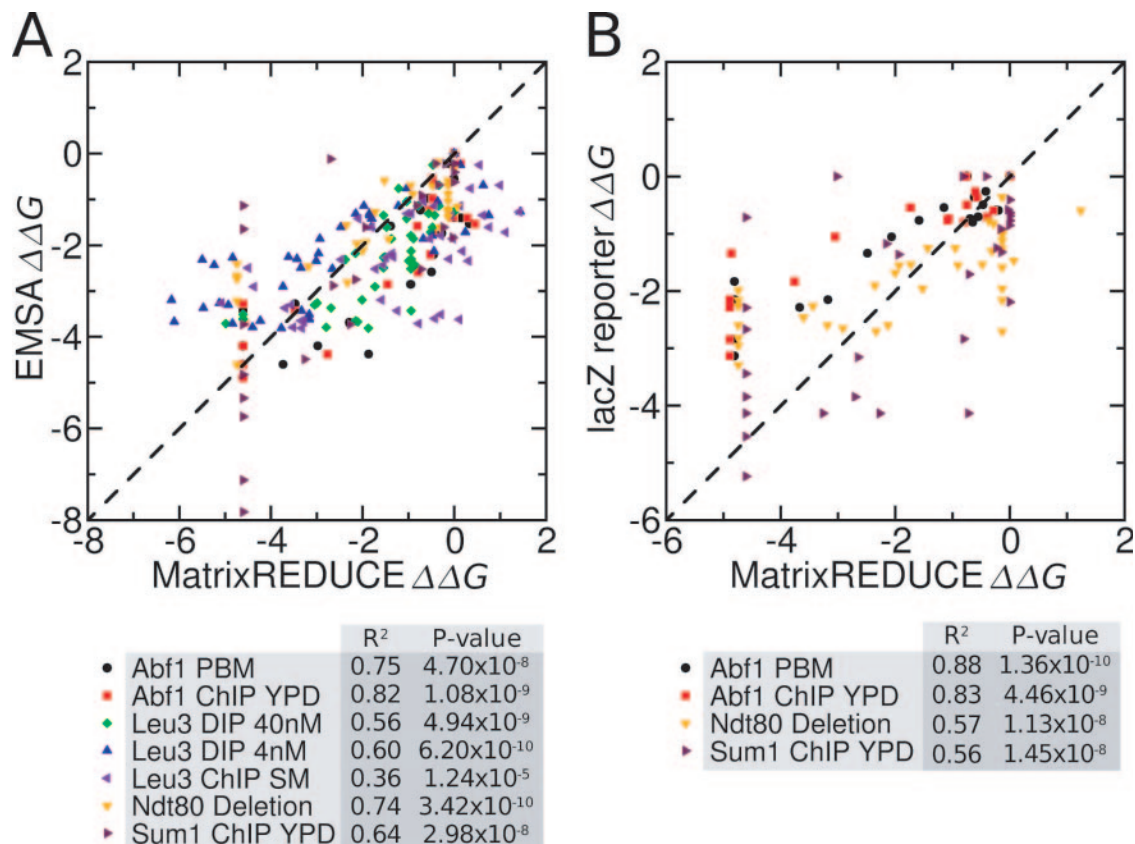 A
B
2
0
-2
-4
-6
-8
EMSA ΔΔG
-8
-6
-4
-2
0
2
MatrixREDUCE ΔΔG
2
0
-2
-4
-6
lacZ reporter ΔΔG
-6
-4
-2
0
2
MatrixREDUCE ΔΔG
R² P-value
Abf1 PBM 0.75 4.70x10⁻⁸
Abf1 ChIP YPD 0.82 1.08x10⁻⁹
Leu3 DIP 40nM 0.56 4.94x10⁻⁹
Leu3 DIP 4nM 0.60 6.20x10⁻¹⁰
Leu3 ChIP SM 0.36 1.24x10⁻⁵
Ndt80 Deletion 0.74 3.42x10⁻¹⁰
Sum1 ChIP YPD 0.64 2.98x10⁻⁸
R² P-value
Abf1 PBM 0.88 1.36x10⁻¹⁰
Abf1 ChIP YPD 0.83 4.46x10⁻⁹
Ndt80 Deletion 0.57 1.13x10⁻⁸
Sum1 ChIP YPD 0.56 1.45x10⁻⁸